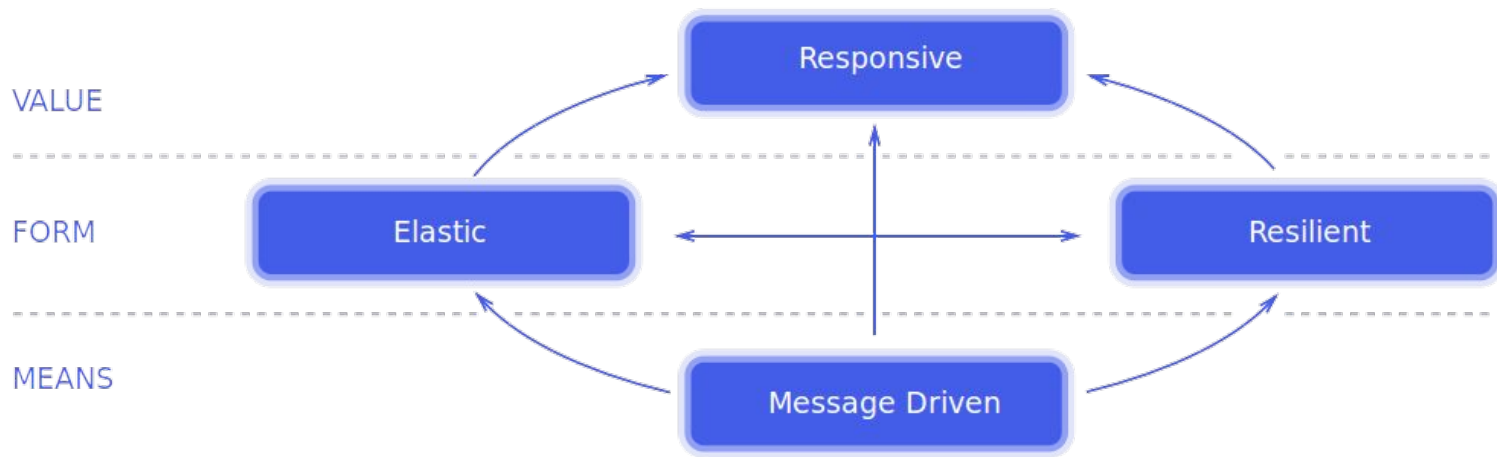 Responsive
VALUE
FORM
Elastic
Resilient
MEANS
Message Driven